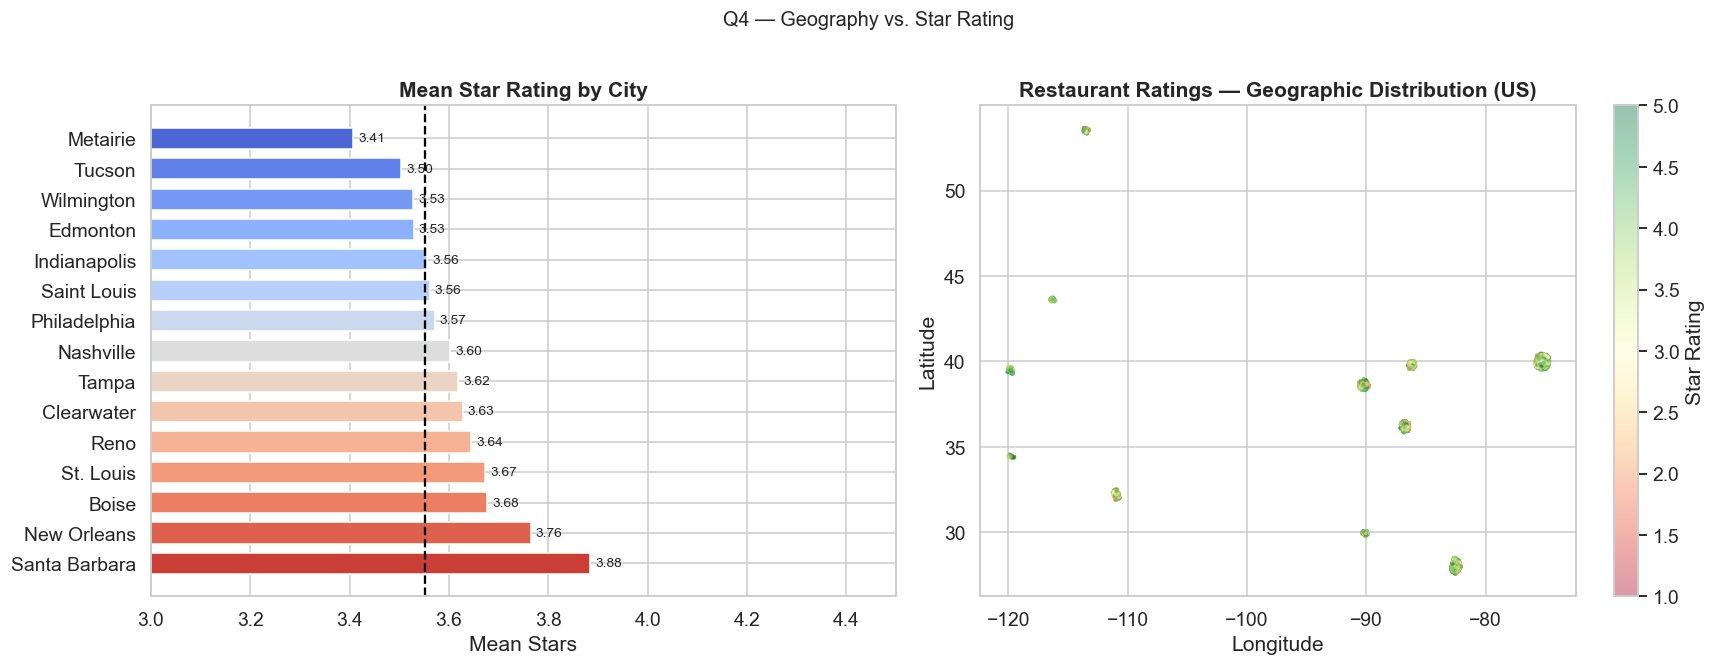 Q4 — Geography vs. Star Rating
Mean Star Rating by City
Metairie 3.41
Tucson 3.50
Wilmington 3.53
Edmonton 3.53
Indianapolis 3.56
Saint Louis 3.56
Philadelphia 3.57
Nashville 3.60
Tampa 3.62
Clearwater 3.63
Reno 3.64
St. Louis 3.67
Boise 3.68
New Orleans 3.76
Santa Barbara 3.88
3.0 3.2 3.4 3.6 3.8 4.0 4.2 4.4
Mean Stars
Restaurant Ratings — Geographic Distribution (US)
50
45
40
35
30
Latitude
−120 −110 −100 −90 −80
Longitude
5.0
4.5
4.0
3.5
3.0
2.5
2.0
1.5
1.0
Star Rating